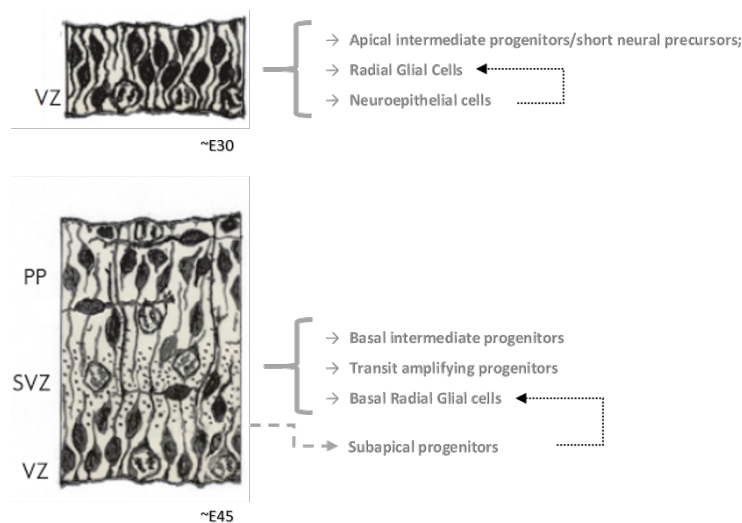 → Apical intermediate progenitors/short neural precursors;
→ Radial Glial Cells
VZ → Neuroepithelial cells
~E30
PP
→ Basal intermediate progenitors
→ Transit amplifying progenitors
SVZ → Basal Radial Glial cells
Subapical progenitors
VZ
~E45